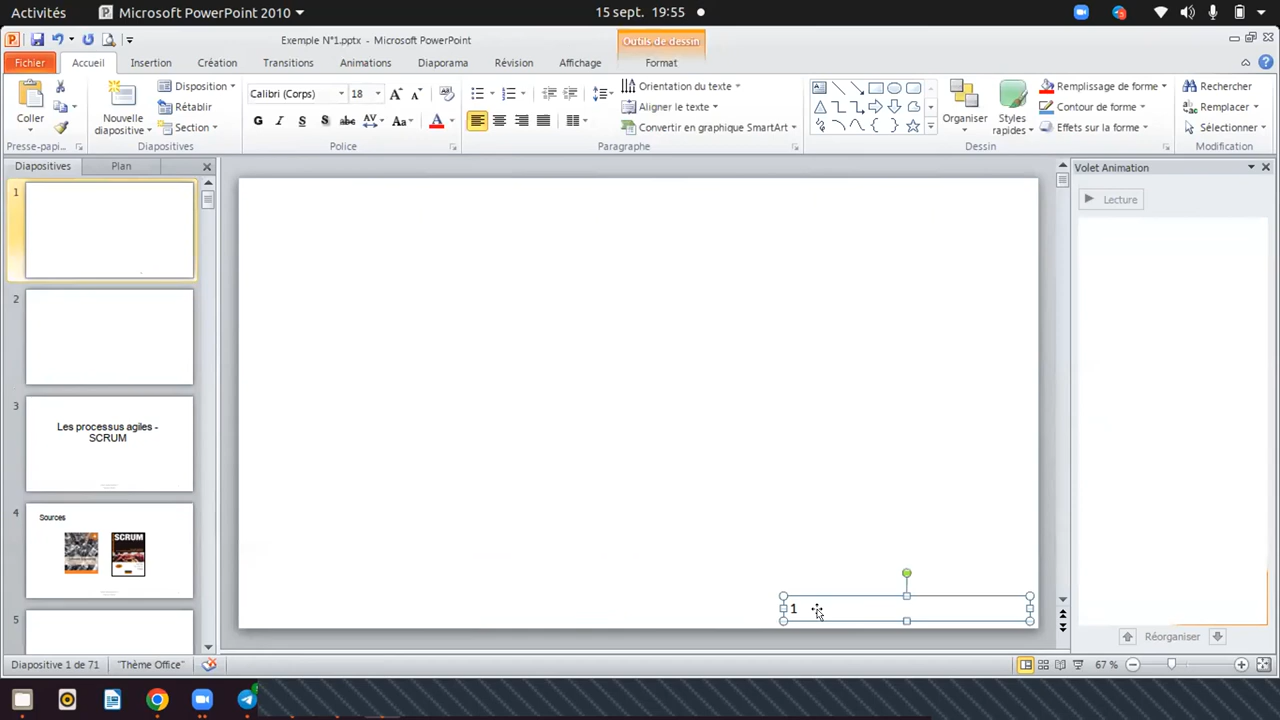 Activités
Microsoft PowerPoint 2010
15 sept. 19:55
Exemple N°1.pptx - Microsoft PowerPoint
Outils de dessin
Fichier
Accueil
Insertion
Création
Transitions
Animations
Diaporama
Révision
Affichage
Format
Coller
Presse-papi...
Nouvelle
diapositive
Disposition
Rétablir
Section
Diapositives
Calibri (Corps)
18
G
I
S
S
abc
AV
Aa
A
Police
Orientation du texte
Aligner le texte
Convertir en graphique SmartArt
Paragraphe
Organiser
Styles
rapides
Remplissage de forme
Contour de forme
Effets sur la forme
Dessin
Rechercher
Remplacer
Sélectionner
Modification
Diapositives
Plan
1
2
3
Les processus agiles -
SCRUM
4
Sources
SCRUM
5
1
Volet Animation
Lecture
Réorganiser
Diapositive 1 de 71
"Thème Office"
67 %